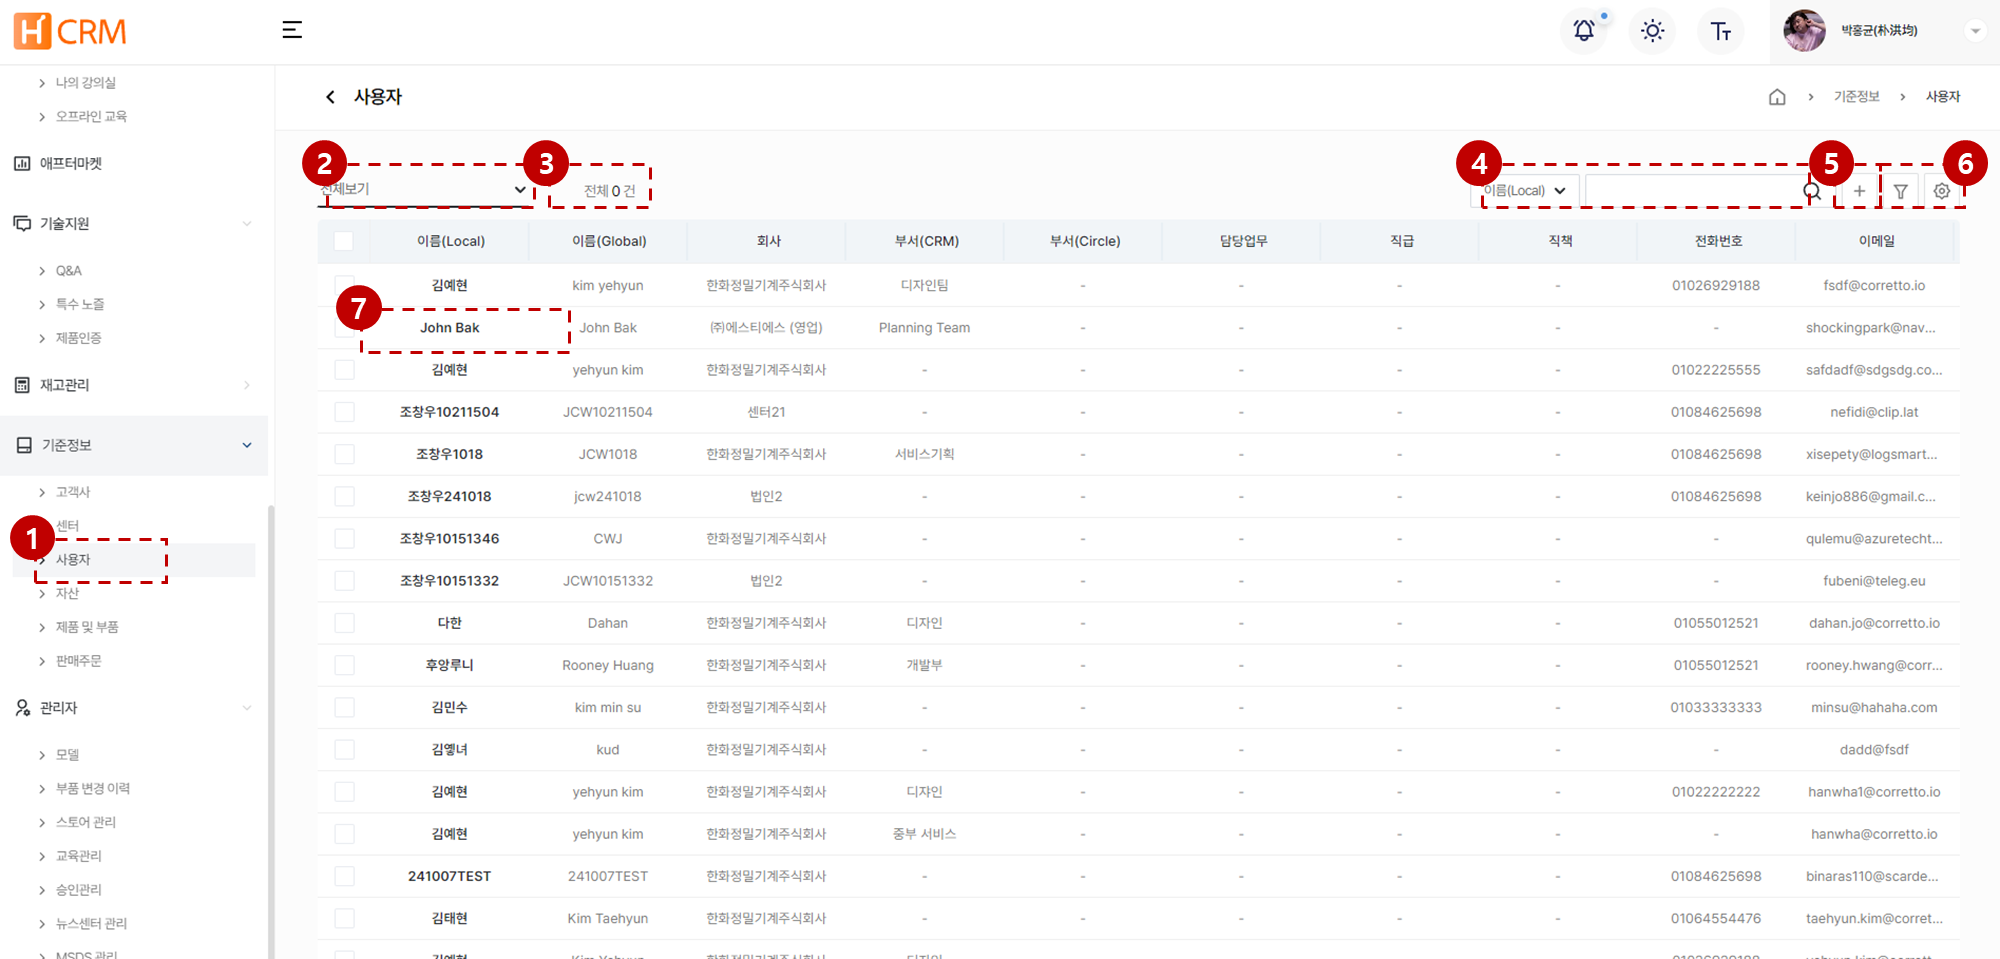 H CRM
박홍균(朴洪均)
나의 강의실
오프라인 교육
애프터마켓
기술지원
Q&A
특수 노즐
제품인증
재고관리
기준정보
고객사
센터
1
사용자
자산
제품 및 부품
판매주문
관리자
모델
부품 변경 이력
스토어 관리
교육관리
승인관리
뉴스센터 관리
MSDS 관리
사용자
기준정보 사용자
2 3 4 5 6
전체보기 전체 0 건 이름(Local)
이름(Local) 이름(Global) 회사 부서(CRM) 부서(Circle) 담당업무 직급 직책 전화번호 이메일
김예현 kim yehyun 한화정밀기계주식회사 디자인팀 - - - - 01026929188 fsdf@corretto.io
7
John Bak John Bak ㈜에스티에스 (영업) Planning Team - - - - - shockingpark@nav...
김예현 yehyun kim 한화정밀기계주식회사 - - - - - 01022225555 safdadf@sdgsdg.co...
조창우10211504 JCW10211504 센터21 - - - - - 01084625698 nefidi@clip.lat
조창우1018 JCW1018 한화정밀기계주식회사 서비스기획 - - - - 01084625698 xisepety@logsmart...
조창우241018 jcw241018 법인2 - - - - - 01084625698 keinjo886@gmail.c...
조창우10151346 CWJ 한화정밀기계주식회사 - - - - - - qulemu@azuretecht...
조창우10151332 JCW10151332 법인2 - - - - - - fubeni@teleg.eu
다한 Dahan 한화정밀기계주식회사 디자인 - - - - 01055012521 dahan.jo@corretto.io
후앙루니 Rooney Huang 한화정밀기계주식회사 개발부 - - - - 01055012521 rooney.hwang@corr...
김민수 kim min su 한화정밀기계주식회사 - - - - - 01033333333 minsu@hahaha.com
김옐녀 kud 한화정밀기계주식회사 - - - - - - dadd@fsdf
김예현 yehyun kim 한화정밀기계주식회사 디자인 - - - - 01022222222 hanwha1@corretto.io
김예현 yehyun kim 한화정밀기계주식회사 중부 서비스 - - - - - hanwha@corretto.io
241007TEST 241007TEST 한화정밀기계주식회사 - - - - - 01084625698 binaras110@scarde...
김태현 Kim Taehyun 한화정밀기계주식회사 - - - - - 01064554476 taehyun.kim@corret...
김예현 Kim Yehyun 한화정밀기계주식회사 디자인 - - - - 01026929188